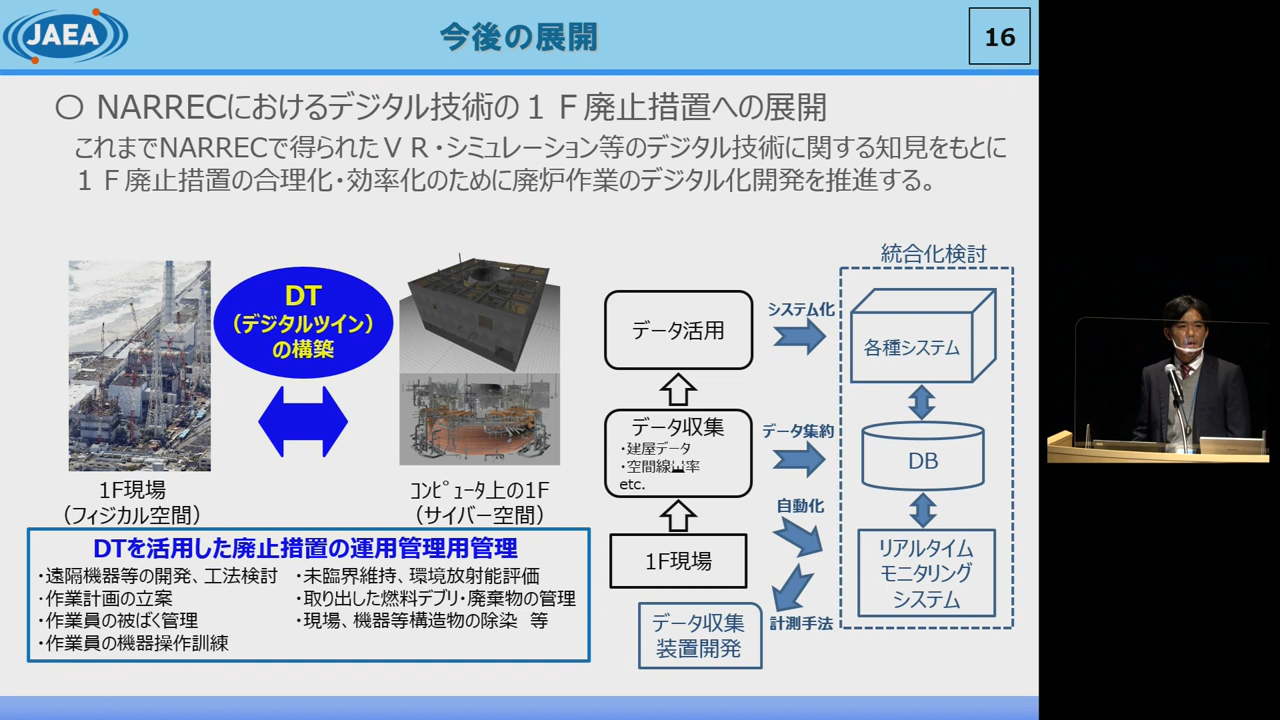 JAEA
今後の展開
16
〇 NARRECにおけるデジタル技術の１Ｆ廃止措置への展開
これまでNARRECで得られたＶＲ・シミュレーション等のデジタル技術に関する知見をもとに
１Ｆ廃止措置の合理化・効率化のために廃炉作業のデジタル化開発を推進する。
DT
（デジタルツイン）
の構築
1F現場
（フィジカル空間）
ｺﾝﾋﾟｭｰﾀ上の1F
（サイバー空間）
DTを活用した廃止措置の運用管理用管理
・遠隔機器等の開発、工法検討
・作業計画の立案
・作業員の被ばく管理
・作業員の機器操作訓練
・未臨界維持、環境放射能評価
・取り出した燃料デブリ・廃棄物の管理
・現場、機器等構造物の除染　等
データ活用
データ収集
・建屋データ
・空間線量率
etc.
1F現場
データ収集
装置開発
システム化
データ集約
自動化
計測手法
統合化検討
各種システム
DB
リアルタイム
モニタリング
システム